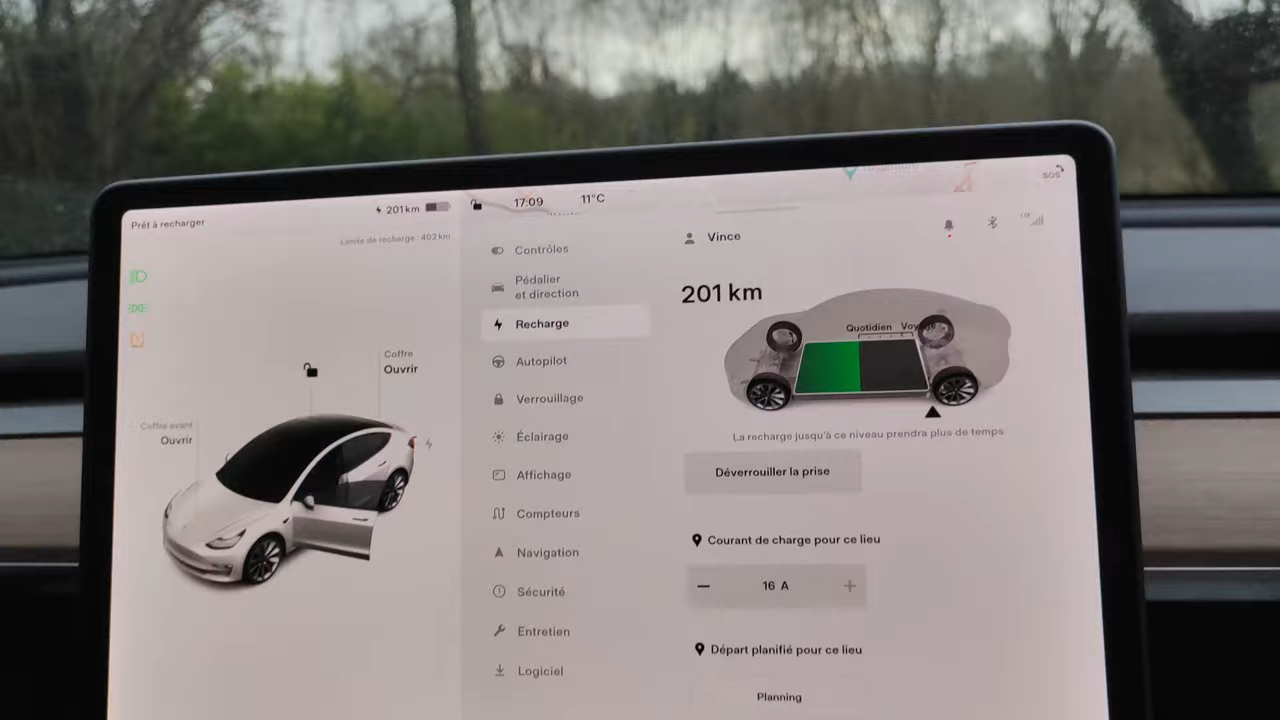 Prêt à recharger
201 km
17:09
11°C
SOS
Limite de recharge : 402 km
Coffre
Ouvrir
Coffre avant
Ouvrir
Contrôles
Pédalier
et direction
Recharge
Autopilot
Verrouillage
Éclairage
Affichage
Compteurs
Navigation
Sécurité
Entretien
Logiciel
Vince
LTE
201 km
Quotidien
Voyage
La recharge jusqu'à ce niveau prendra plus de temps
Déverrouiller la prise
Courant de charge pour ce lieu
16 A
Départ planifié pour ce lieu
Planning